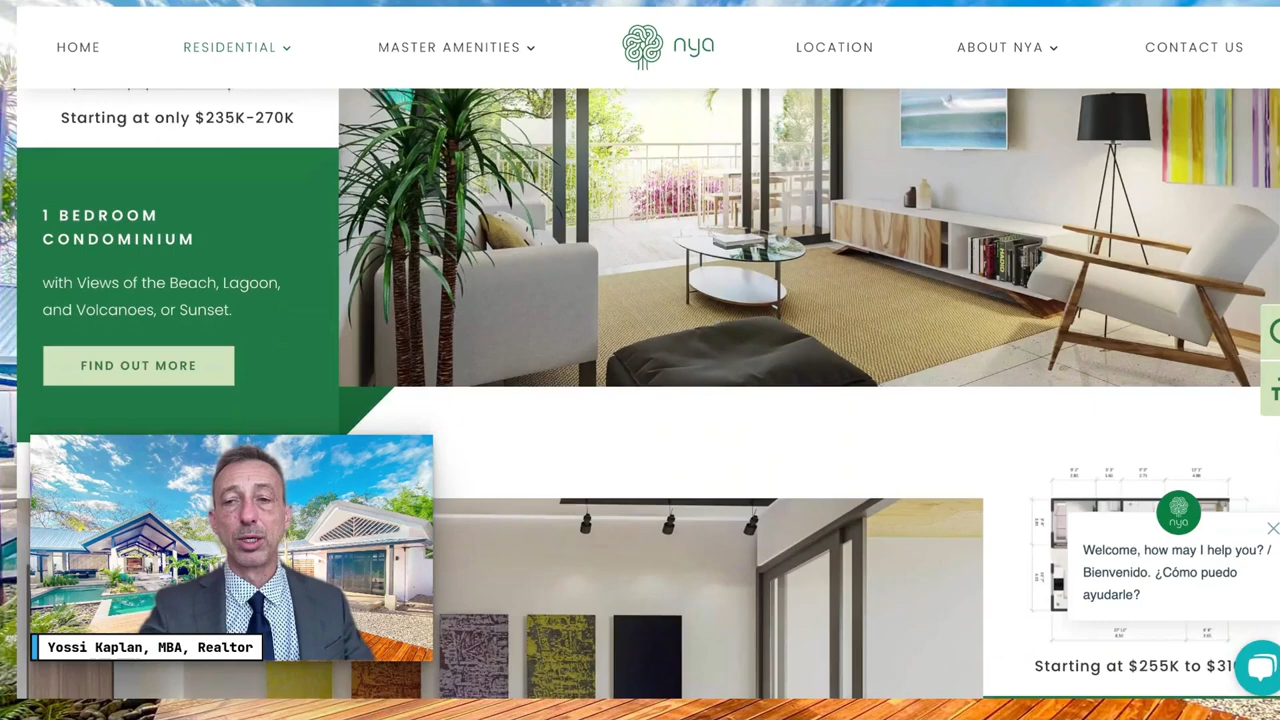 HOME
RESIDENTIAL
MASTER AMENITIES
nya
LOCATION
ABOUT NYA
CONTACT US
Starting at only $235K-270K
1 BEDROOM
CONDOMINIUM
with Views of the Beach, Lagoon,
and Volcanoes, or Sunset.
FIND OUT MORE
nya
Welcome, how may I help you? /
Bienvenido. ¿Cómo puedo
ayudarle?
Yossi Kaplan, MBA, Realtor
Starting at $255K to